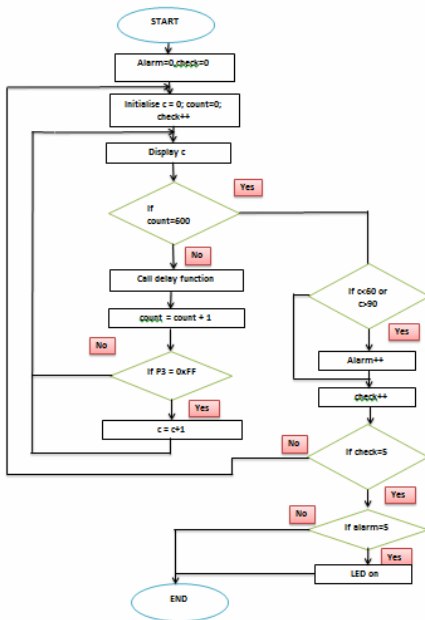 START
Alarm=0,check=0
Initialise c = 0; count=0;
check++
Display c
Yes
If
count=600
No
Call delay function
If c<60 or
c>90
count = count + 1
Yes
No
Alarm++
If P3 = 0xFF
check++
Yes
c = c+1
No
If check=5
Yes
No
If alarm=5
Yes
LED on
END